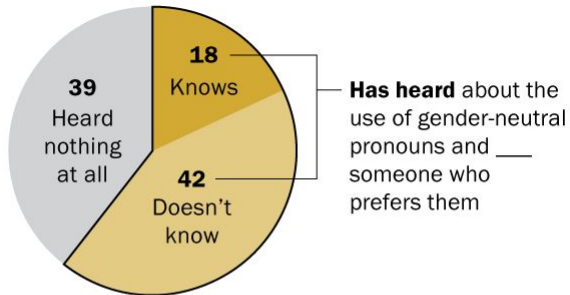 18
Knows
39
Heard
nothing
at all
42
Doesn't
know
Has heard about the
use of gender-neutral
pronouns and ___
someone who
prefers them